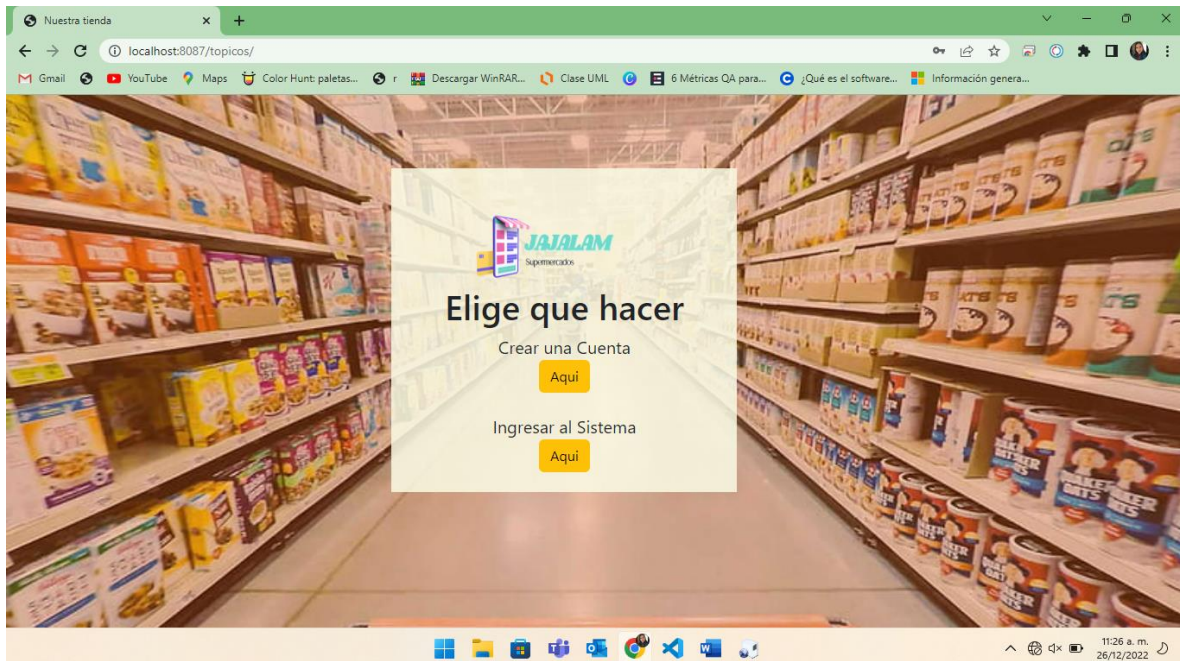 Nuestra tienda
localhost:8087/topicos/
Gmail
YouTube
Maps
Color Hunt: paletas...
r
Descargar WinRAR...
Clase UML
6 Métricas QA para...
¿Qué es el software...
Información genera...
JAJALAM
Supermercados
Elige que hacer
Crear una Cuenta
Aqui
Ingresar al Sistema
Aqui
QUAKER
OATS
11:26 a. m.
26/12/2022